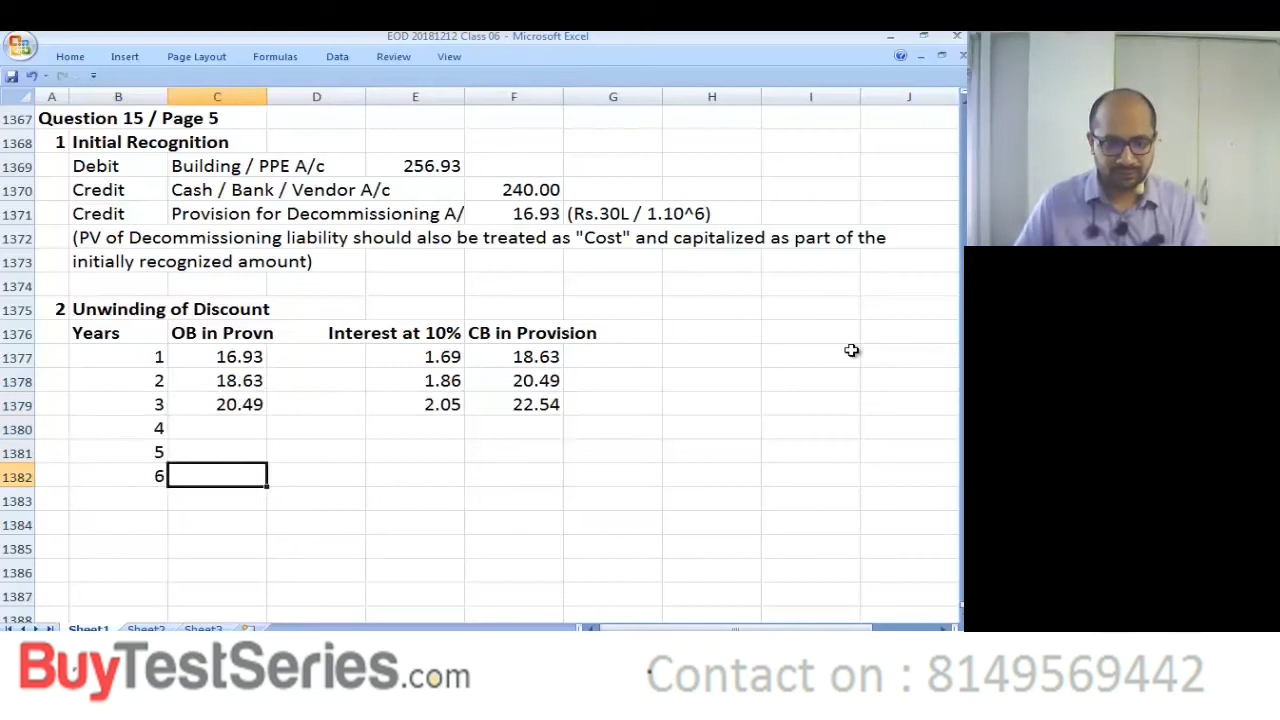 EOD 20181212 Class 06 - Microsoft Excel
Home Insert Page Layout Formulas Data Review View
A B C D E F G H I J
1367 Question 15 / Page 5
1368 1 Initial Recognition
1369 Debit Building / PPE A/c 256.93
1370 Credit Cash / Bank / Vendor A/c 240.00
1371 Credit Provision for Decommissioning A/ 16.93 (Rs.30L / 1.10^6)
1372 (PV of Decommissioning liability should also be treated as "Cost" and capitalized as part of the
1373 initially recognized amount)
1374
1375 2 Unwinding of Discount
1376 Years OB in Provn Interest at 10% CB in Provision
1377 1 16.93 1.69 18.63
1378 2 18.63 1.86 20.49
1379 3 20.49 2.05 22.54
1380 4
1381 5
1382 6
1383
1384
1385
1386
1387
1388
Sheet1 Sheet2 Sheet3
BuyTestSeries.com Contact on : 8149569442